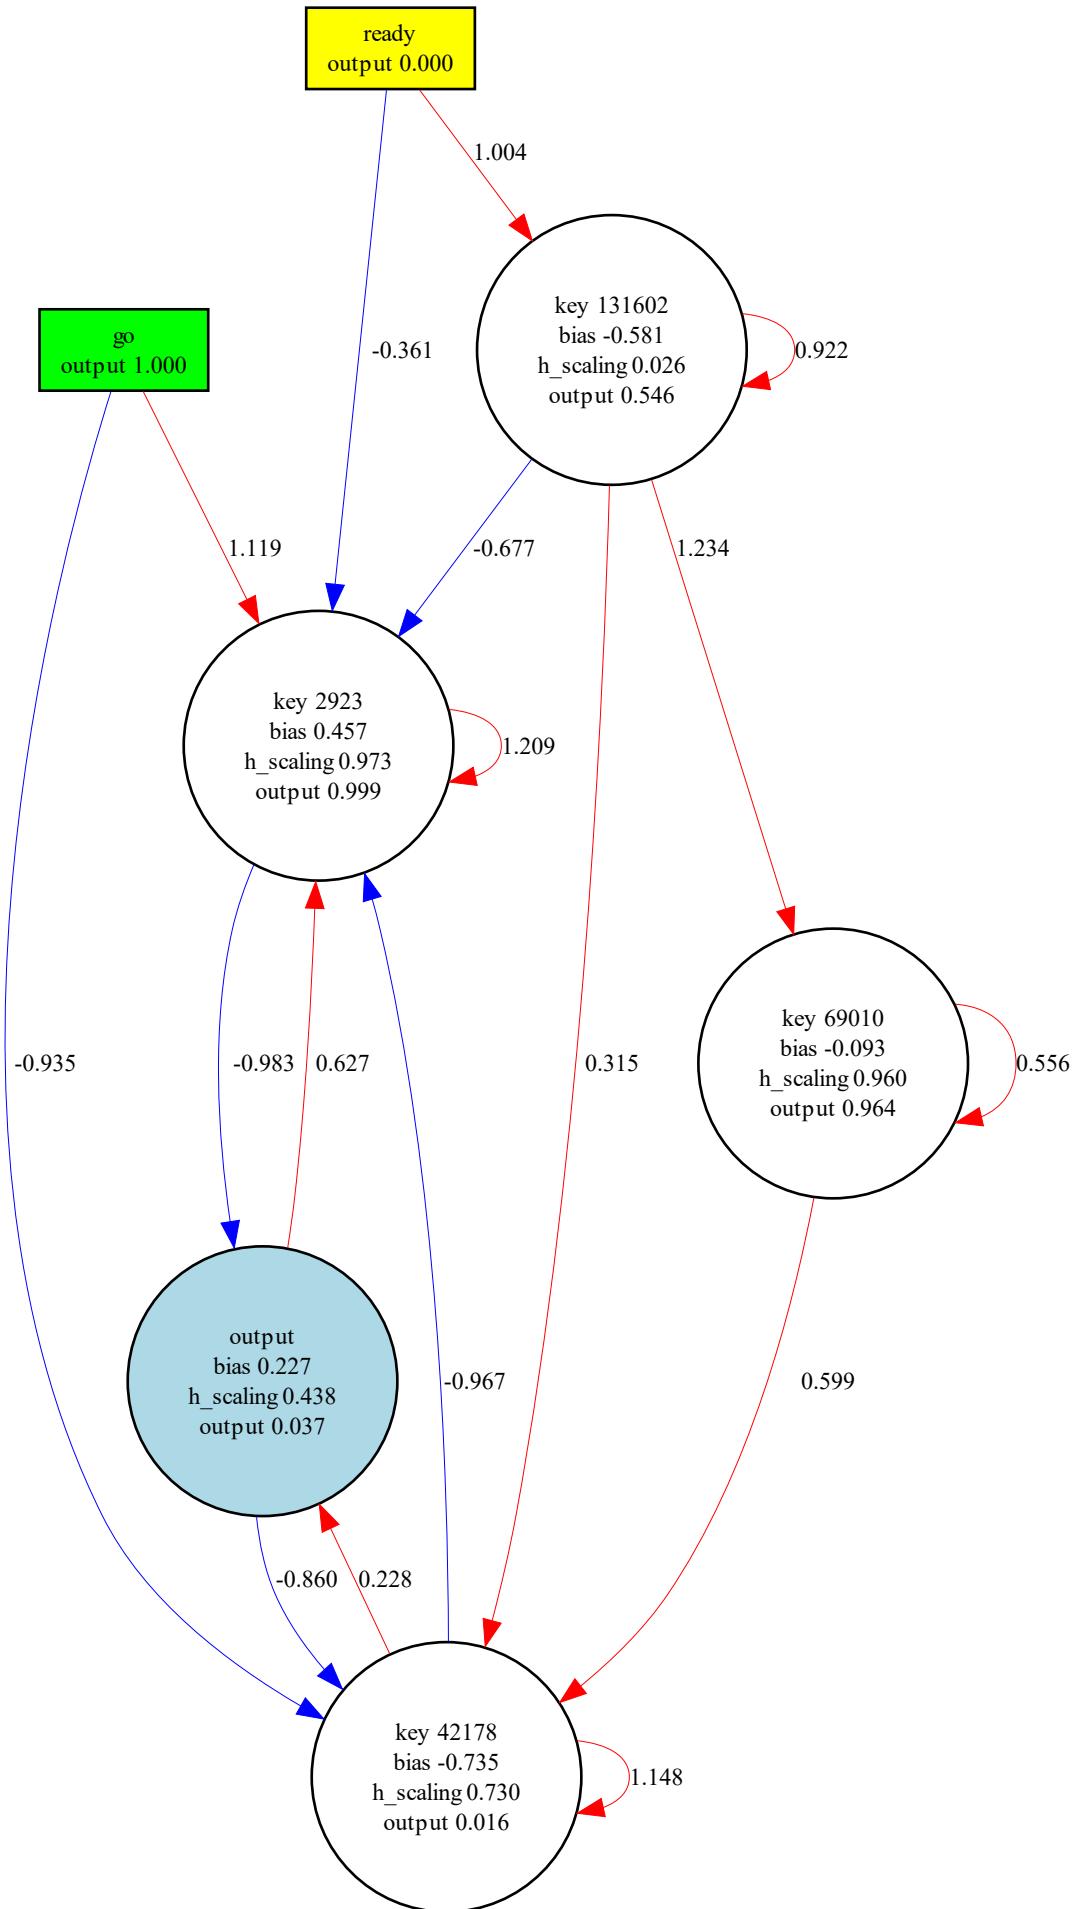 ready
output 0.000
1.004
key 131602
bias -0.581
h_scaling 0.026
output 0.546
0.922
go
output 1.000
-0.361
1.119
-0.677
1.234
key 2923
bias 0.457
h_scaling 0.973
output 0.999
1.209
key 69010
bias -0.093
h_scaling 0.960
output 0.964
0.556
-0.935
-0.983
0.627
0.315
output
bias 0.227
h_scaling 0.438
output 0.037
-0.967
0.599
-0.860
0.228
key 42178
bias -0.735
h_scaling 0.730
output 0.016
1.148